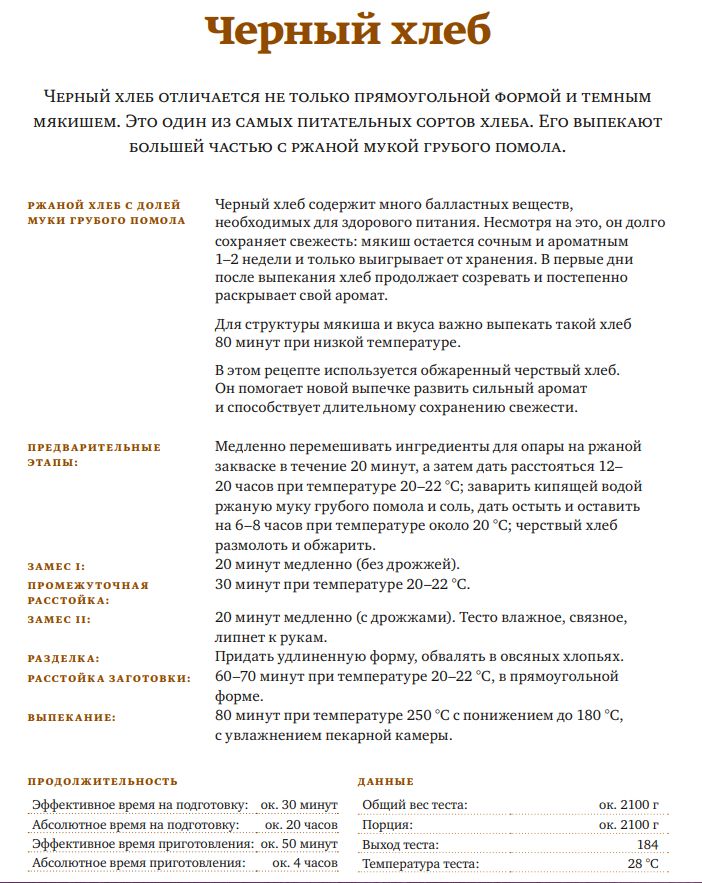 Черный хлеб
Черный хлеб отличается не только прямоугольной формой и темным
мякишем. Это один из самых питательных сортов хлеба. Его выпекают
большей частью с ржаной мукой грубого помола.
ржаной хлеб с долей
муки грубого помола
Черный хлеб содержит много балластных веществ,
необходимых для здорового питания. Несмотря на это, он долго
сохраняет свежесть: мякиш остается сочным и ароматным
1–2 недели и только выигрывает от хранения. В первые дни
после выпекания хлеб продолжает созревать и постепенно
раскрывает свой аромат.
Для структуры мякиша и вкуса важно выпекать такой хлеб
80 минут при низкой температуре.
В этом рецепте используется обжаренный черствый хлеб.
Он помогает новой выпечке развить сильный аромат
и способствует длительному сохранению свежести.
предварительные
этапы:
Медленно перемешивать ингредиенты для опары на ржаной
закваске в течение 20 минут, а затем дать расстояться 12–
20 часов при температуре 20–22 °С; заварить кипящей водой
ржаную муку грубого помола и соль, дать остыть и оставить
на 6–8 часов при температуре около 20 °С; черствый хлеб
размолоть и обжарить.
замес I:
20 минут медленно (без дрожжей).
промежуточная
расстойка:
30 минут при температуре 20–22 °С.
замес II:
20 минут медленно (с дрожжами). Тесто влажное, связное,
липнет к рукам.
разделка:
Придать удлиненную форму, обвалять в овсяных хлопьях.
расстойка заготовки:
60–70 минут при температуре 20–22 °С, в прямоугольной
форме.
выпекание:
80 минут при температуре 250 °С с понижением до 180 °С,
с увлажнением пекарной камеры.
продолжительность
Эффективное время на подготовку: ок. 30 минут
Абсолютное время на подготовку: ок. 20 часов
Эффективное время приготовления: ок. 50 минут
Абсолютное время приготовления: ок. 4 часов
данные
Общий вес теста: ок. 2100 г
Порция: ок. 2100 г
Выход теста: 184
Температура теста: 28 °С